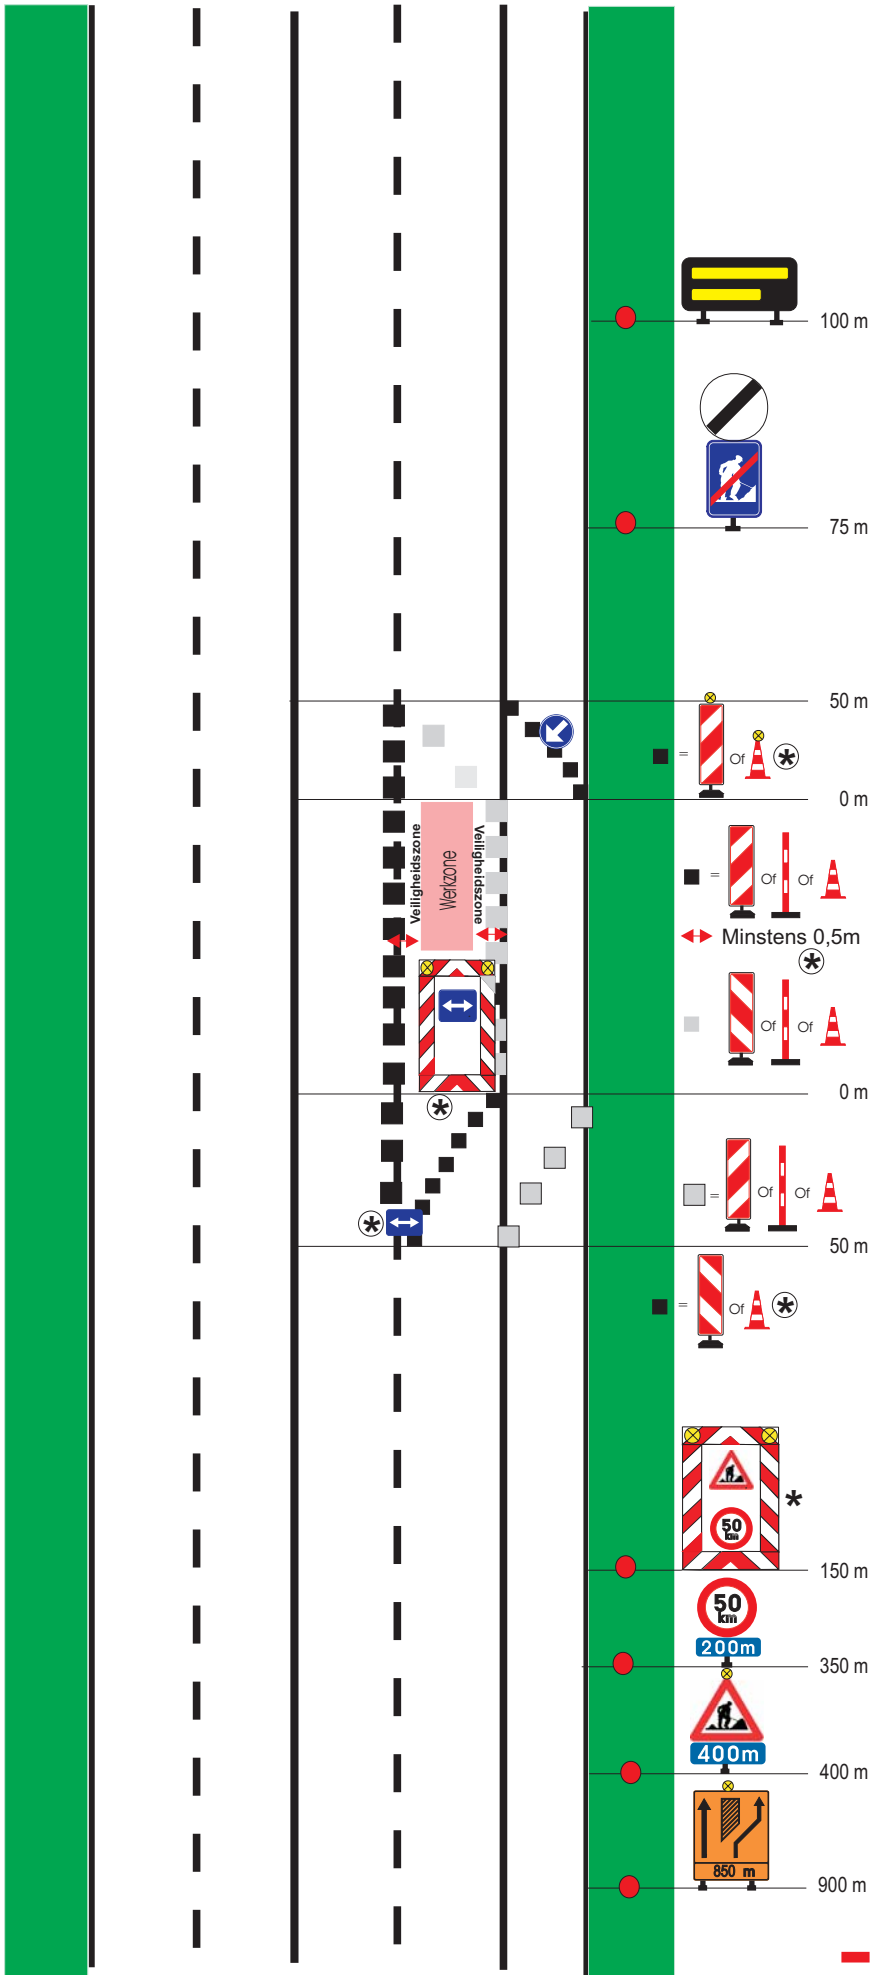 100 m
75 m
50 m
= Of *
0 m
Veiligheidszone
Werkzone
Veiligheidszone
= Of Of
Minstens 0,5m
*
Of Of
0 m
*
= Of Of
*
50 m
= Of *
50
km
*
150 m
50
km
200m
350 m
400m
400 m
850 m
900 m